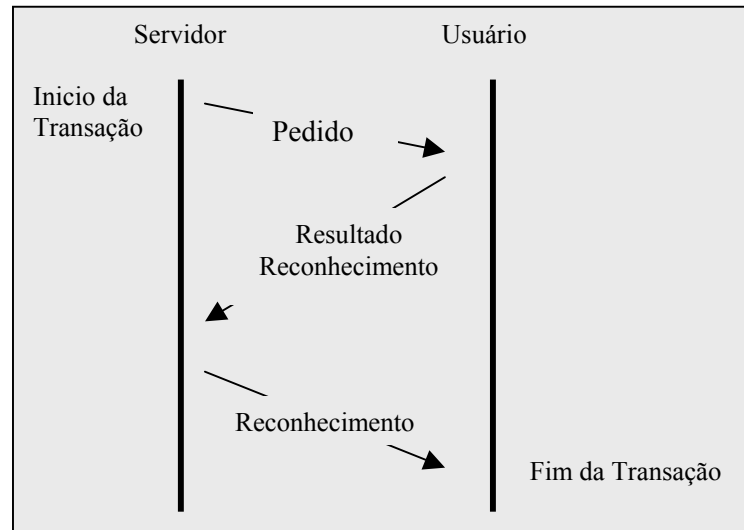 Servidor
Usuário
Inicio da
Transação
Pedido
Resultado
Reconhecimento
Reconhecimento
Fim da Transação